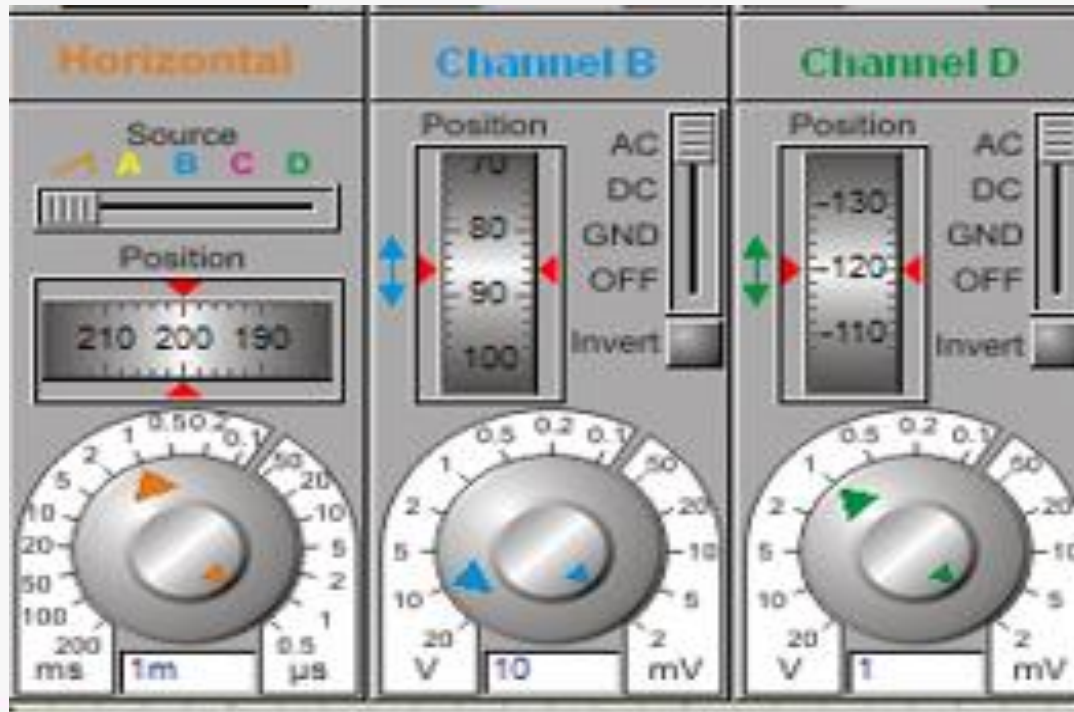 Horizontal
Source
A B C D
Position
210 200 190
0.5 0.2
1 0.1
2 50
5 20
10 10
20 5
50 2
100 1
200 0.5
ms 1m µs
Channel B
Position
AC
DC
GND
OFF
Invert
70
80
90
100
0.5 0.2 0.1
1 50
2 20
5 10
10 5
20 2
V 10 mV
Channel D
Position
AC
DC
GND
OFF
Invert
-130
-120
-110
0.5 0.2 0.1
1 50
2 20
5 10
10 5
20 2
V 1 mV